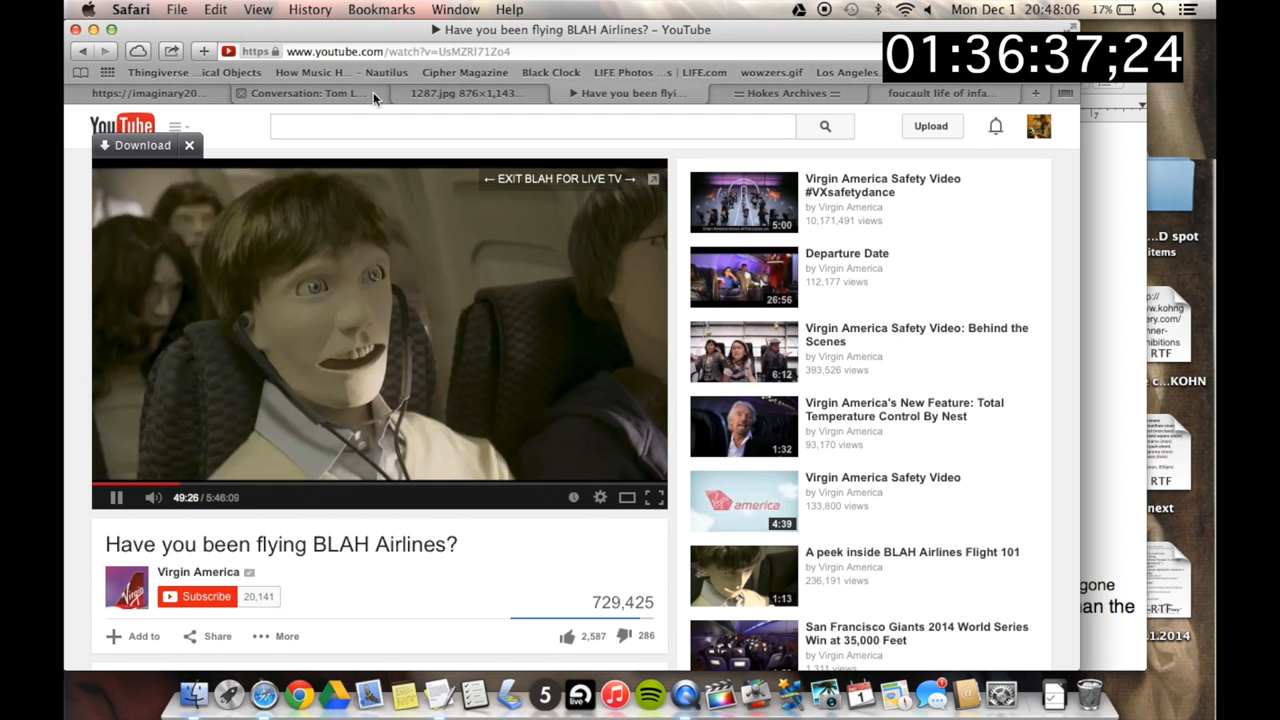 Safari File Edit View History Bookmarks Window Help
Mon Dec 1 20:48:06 17%
Have you been flying BLAH Airlines? – YouTube
https www.youtube.com/watch?v=UsMZRl71Zo4
01:36:37;24
Thingiverse ...ical Objects How Music H... – Nautilus Cipher Magazine Black Clock LIFE Photos ...s | LIFE.com wowzers.gif Los Angeles
https://imaginary20... Conversation: Tom L... 1287.jpg 876×1,143... Have you been flyi... :: Hokes Archives :: foucault life of infa...
7
YouTube
Upload
Download
← EXIT BLAH FOR LIVE TV →
49:26 / 5:46:09
Have you been flying BLAH Airlines?
Virgin America
Subscribe 20,141
729,425
Add to Share More 2,587 286
Virgin America Safety Video
#VXsafetydance
by Virgin America
10,171,491 views
5:00
Departure Date
by Virgin America
112,177 views
26:56
Virgin America Safety Video: Behind the
Scenes
by Virgin America
393,526 views
6:12
Virgin America's New Feature: Total
Temperature Control By Nest
by Virgin America
93,170 views
1:32
Virgin America Safety Video
by Virgin America
133,800 views
america
4:39
A peek inside BLAH Airlines Flight 101
by Virgin America
236,191 views
1:13
San Francisco Giants 2014 World Series
Win at 35,000 Feet
by Virgin America
1,311 views
...D spot
items
RTF
c...KOHN
RTF
next
gone
an the
RTF
.1.2014
5
live
1